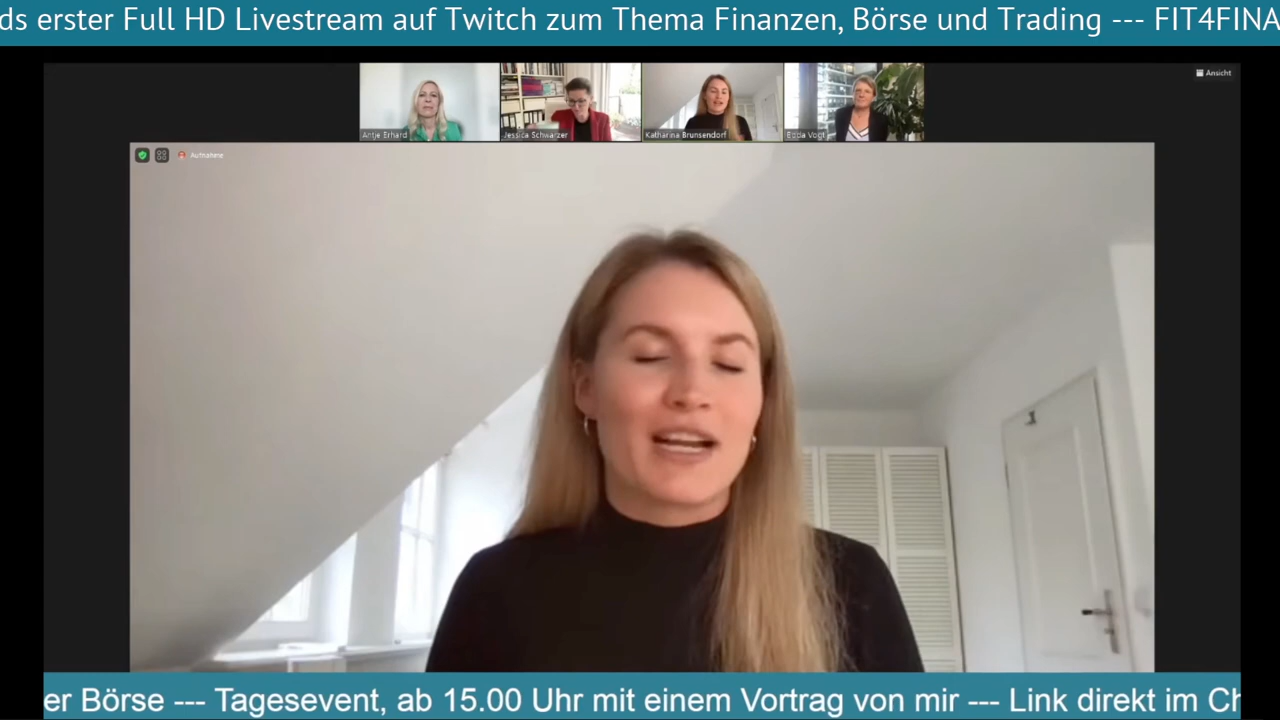 ds erster Full HD Livestream auf Twitch zum Thema Finanzen, Börse und Trading --- FIT4FINA
Ansicht
Antje Erhard
Jessica Schwarzer
Katharina Brunsendorf
Edda Vogt
Aufnahme
er Börse --- Tagesevent, ab 15.00 Uhr mit einem Vortrag von mir --- Link direkt im Ch